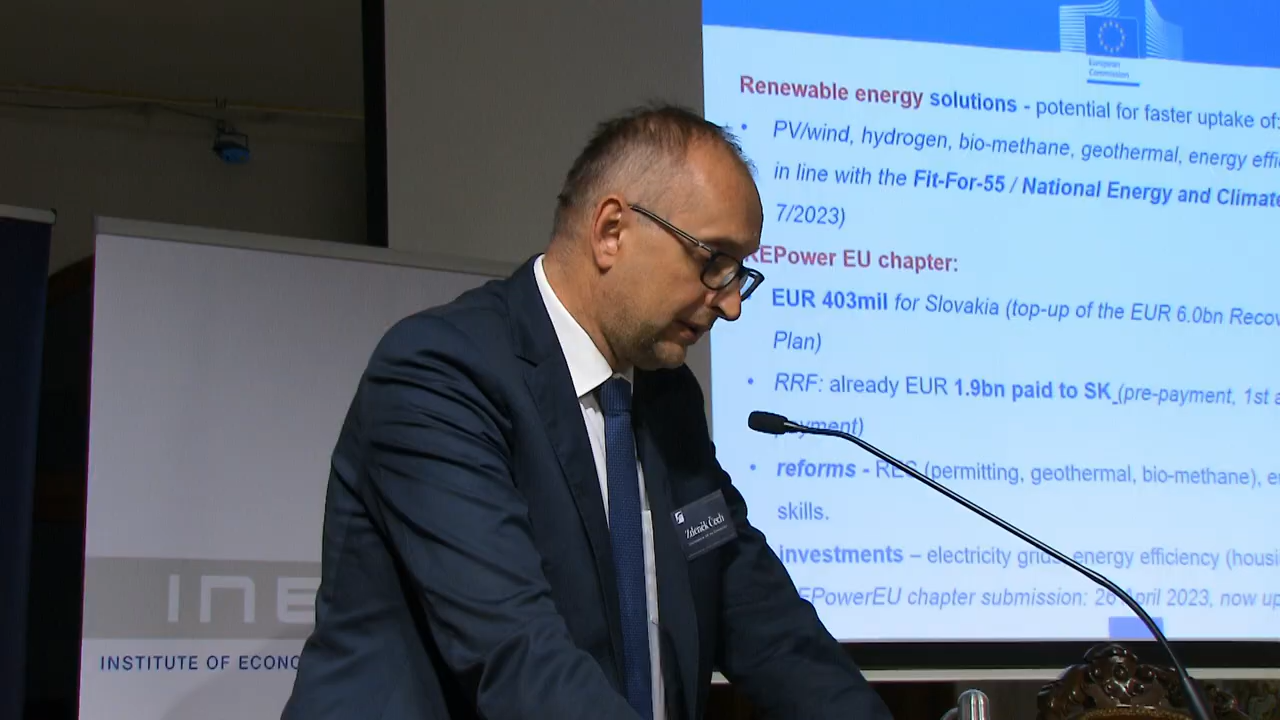 European
Commission
Renewable energy solutions - potential for faster uptake of:
• PV/wind, hydrogen, bio-methane, geothermal, energy effi
in line with the Fit-For-55 / National Energy and Climate
7/2023)
REPower EU chapter:
EUR 403mil for Slovakia (top-up of the EUR 6.0bn Recov
Plan)
• RRF: already EUR 1.9bn paid to SK (pre-payment, 1st a
payment)
• reforms - RES (permitting, geothermal, bio-methane), en
skills.
investments – electricity grids, energy efficiency (housi
EPowerEU chapter submission: 26 April 2023, now up
Zdeněk Čech
INE
INSTITUTE OF ECONO